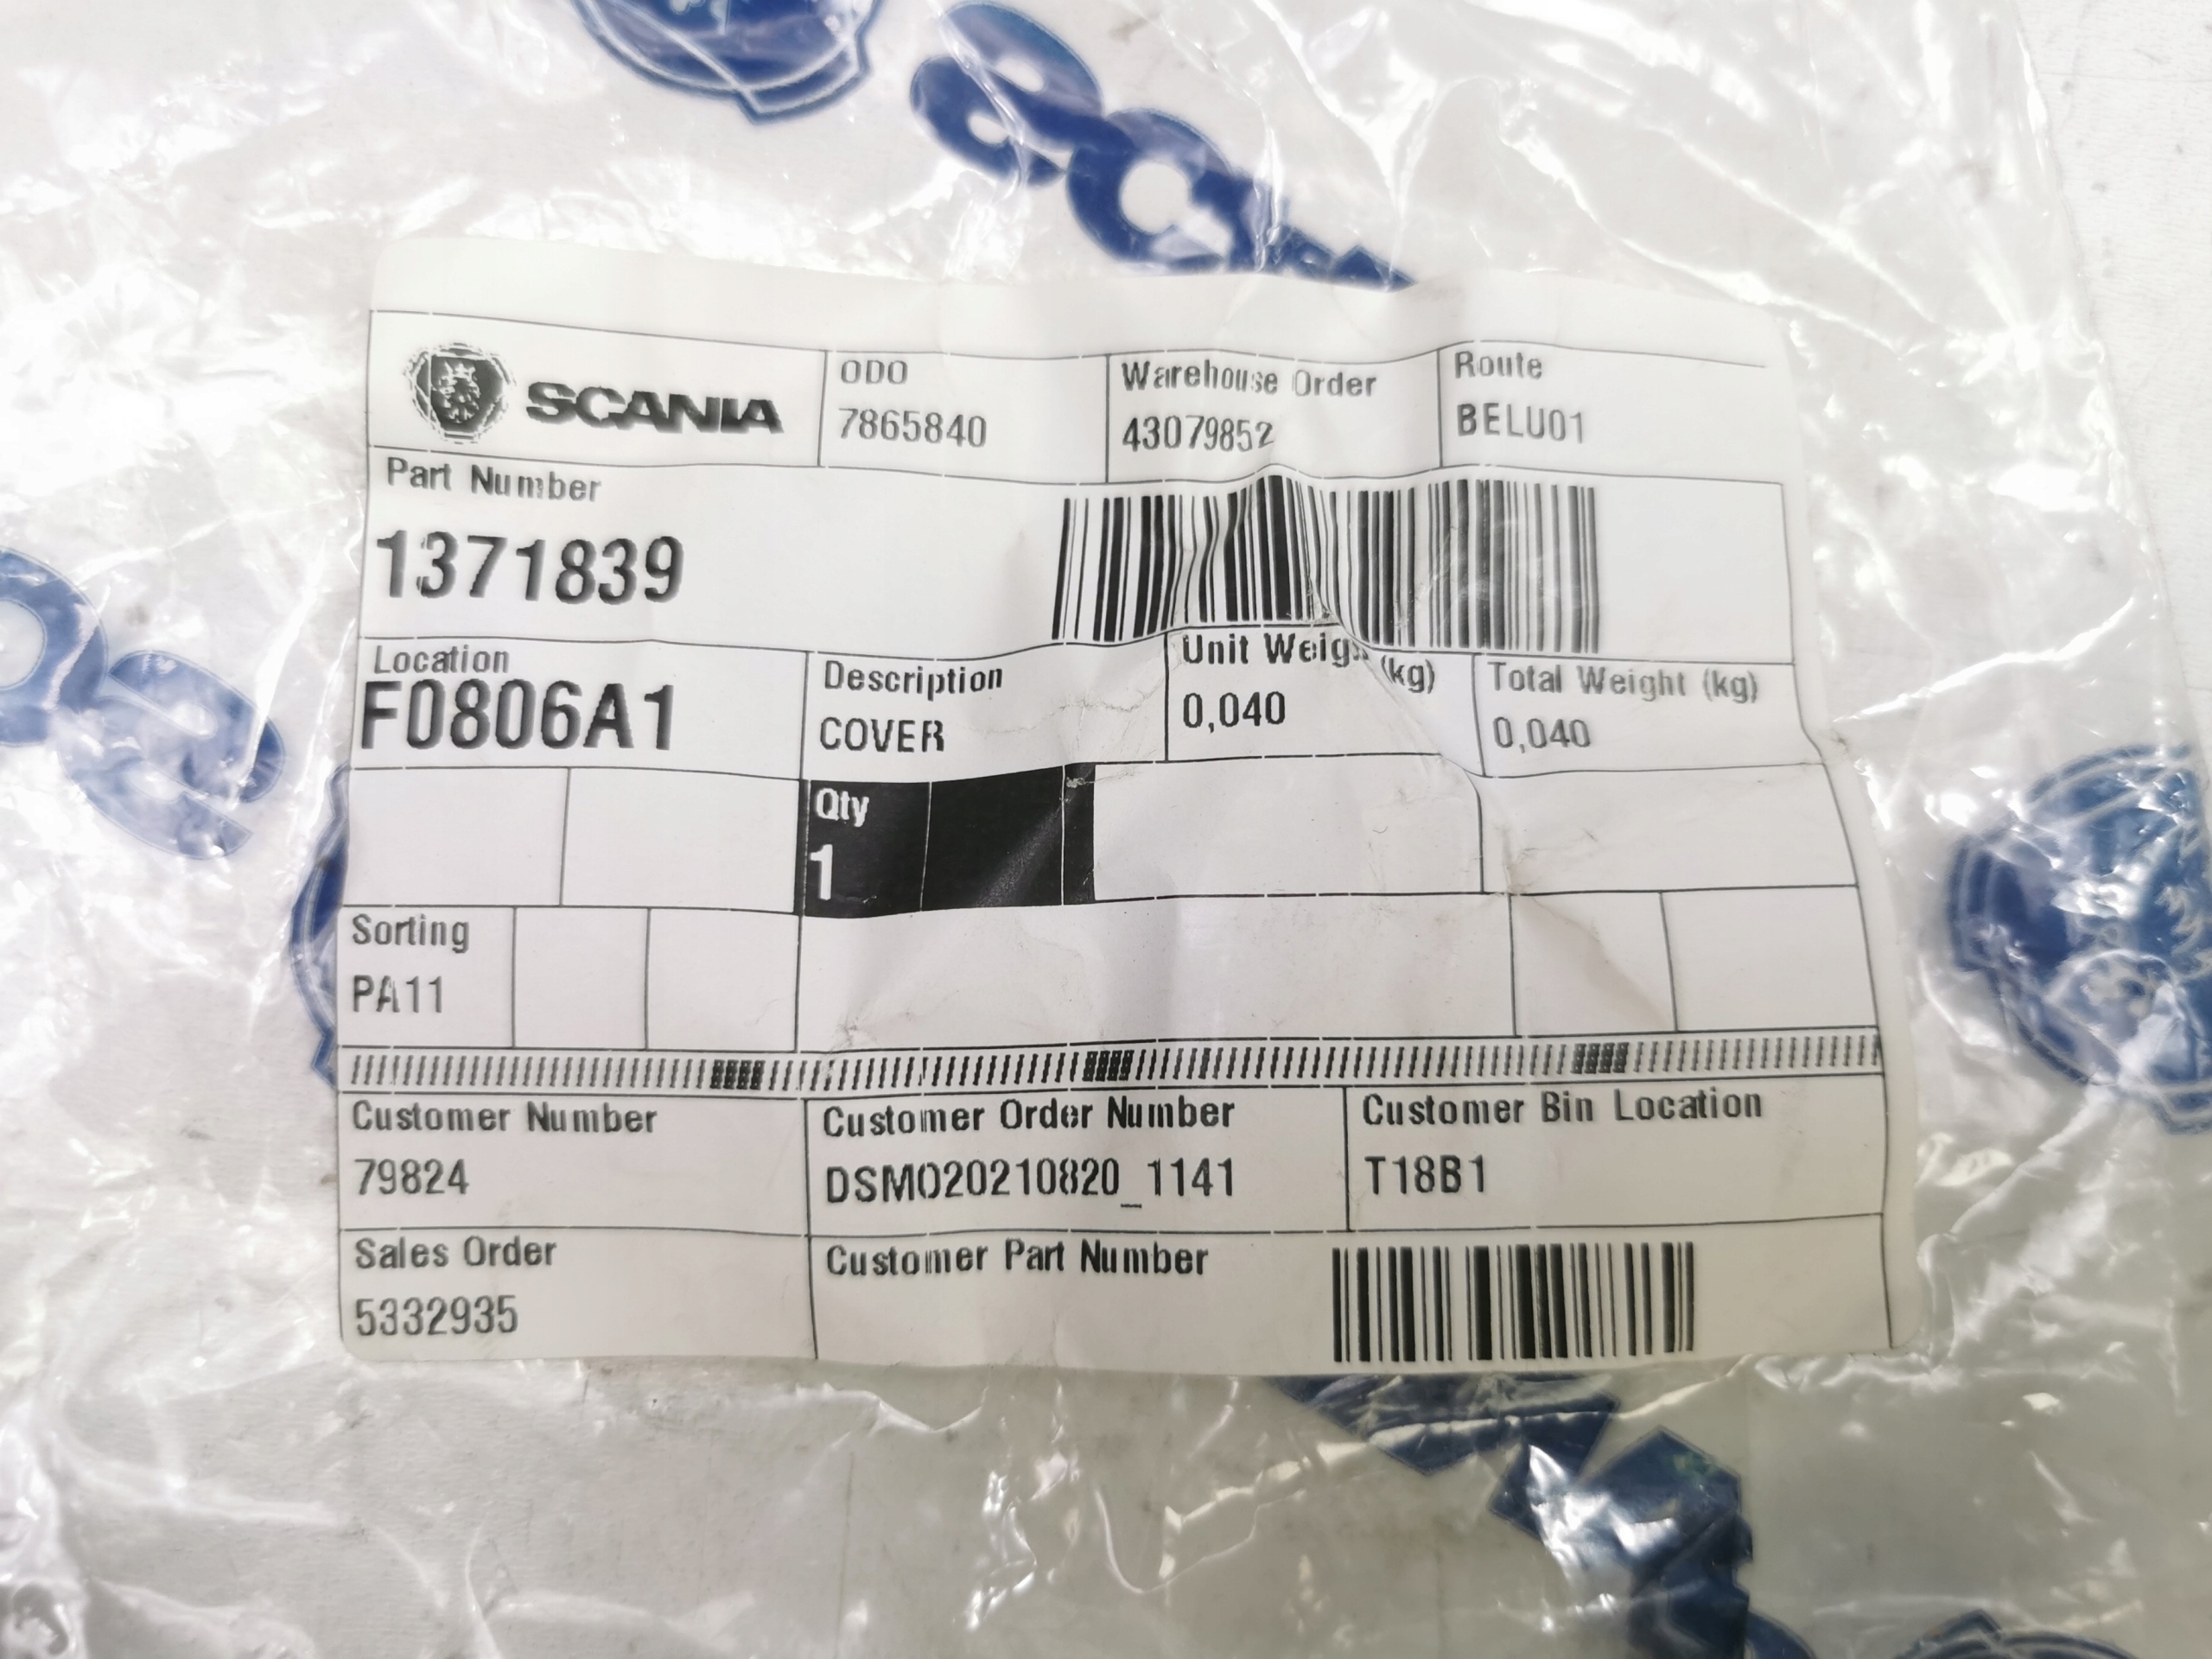 SCANIA
ODO
7865840
Warehouse Order
43079852
Route
BELU01
Part Number
1371839
Location
F0806A1
Description
COVER
Unit Weigh (kg)
0,040
Total Weight (kg)
0,040
Qty
1
Sorting
PA11
Customer Number
79824
Customer Order Number
DSMO20210820_1141
Customer Bin Location
T18B1
Sales Order
5332935
Customer Part Number